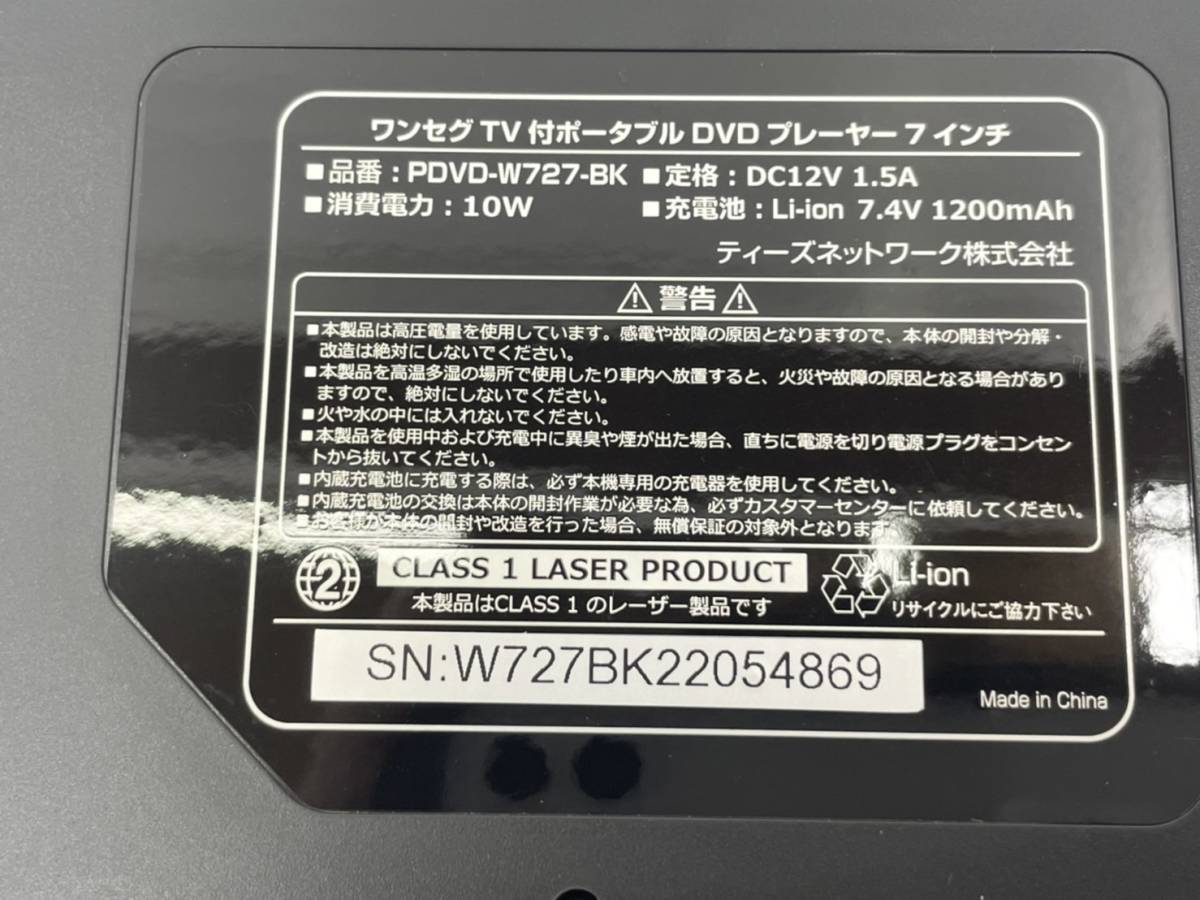 ワンセグ TV 付ポータブル DVD プレーヤー 7 インチ
■品番：PDVD-W727-BK ■定格：DC12V 1.5A
■消費電力：10W ■充電池：Li-ion 7.4V 1200mAh
ティーズネットワーク株式会社
警告
■本製品は高圧電量を使用しています。感電や故障の原因となりますので、本体の開封や分解・
改造は絶対にしないでください。
■本製品を高温多湿の場所で使用したり車内へ放置すると、火災や故障の原因となる場合があり
ますので、絶対にしないでください。
■火や水の中には入れないでください。
■本製品を使用中および充電中に異臭や煙が出た場合、直ちに電源を切り電源プラグをコンセン
トから抜いてください。
■内蔵充電池に充電する際は、必ず本機専用の充電器を使用してください。
■内蔵充電池の交換は本体の開封作業が必要な為、必ずカスタマーセンターに依頼してください。
■お客様が本体の開封や改造を行った場合、無償保証の対象外となります。
2 CLASS 1 LASER PRODUCT Li-ion
本製品はCLASS 1 のレーザー製品です リサイクルにご協力下さい
SN:W727BK22054869
Made in China